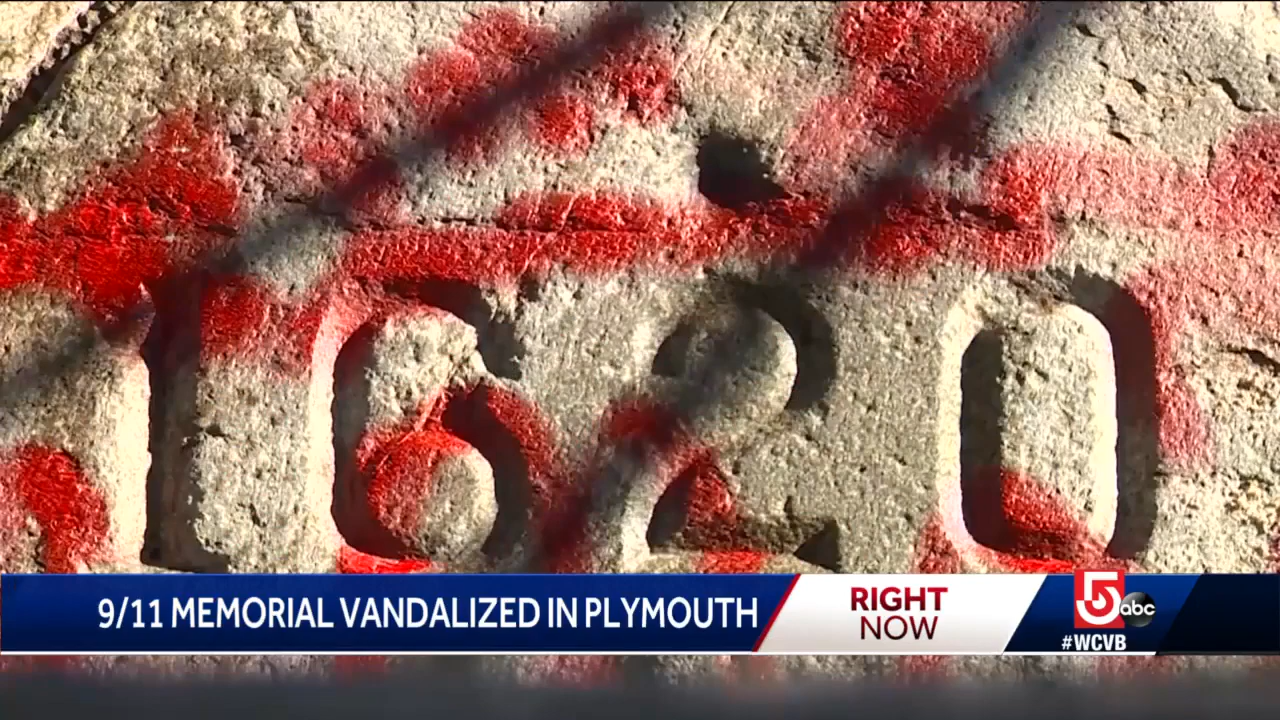 1620
9/11 MEMORIAL VANDALIZED IN PLYMOUTH
RIGHT
NOW
5 abc
#WCVB